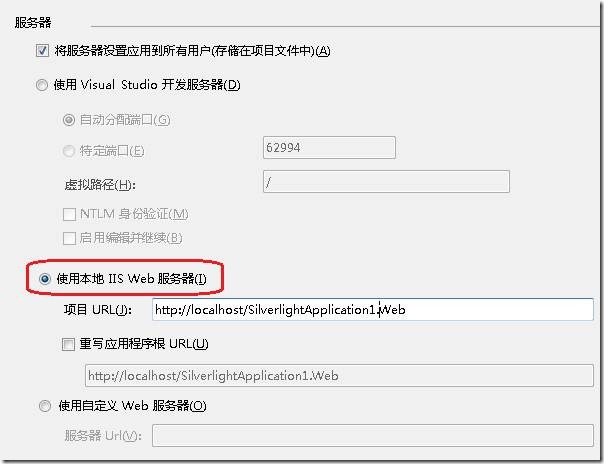 服务器
将服务器设置应用到所有用户(存储在项目文件中)(A)
使用 Visual Studio 开发服务器(D)
自动分配端口(G)
特定端口(E)
62994
虚拟路径(H):
/
NTLM 身份验证(M)
启用编辑并继续(B)
使用本地 IIS Web 服务器(I)
项目 URL(J):
http://localhost/SilverlightApplication1.Web
重写应用程序根 URL(U)
http://localhost/SilverlightApplication1.Web
使用自定义 Web 服务器(O)
服务器 Url(V):